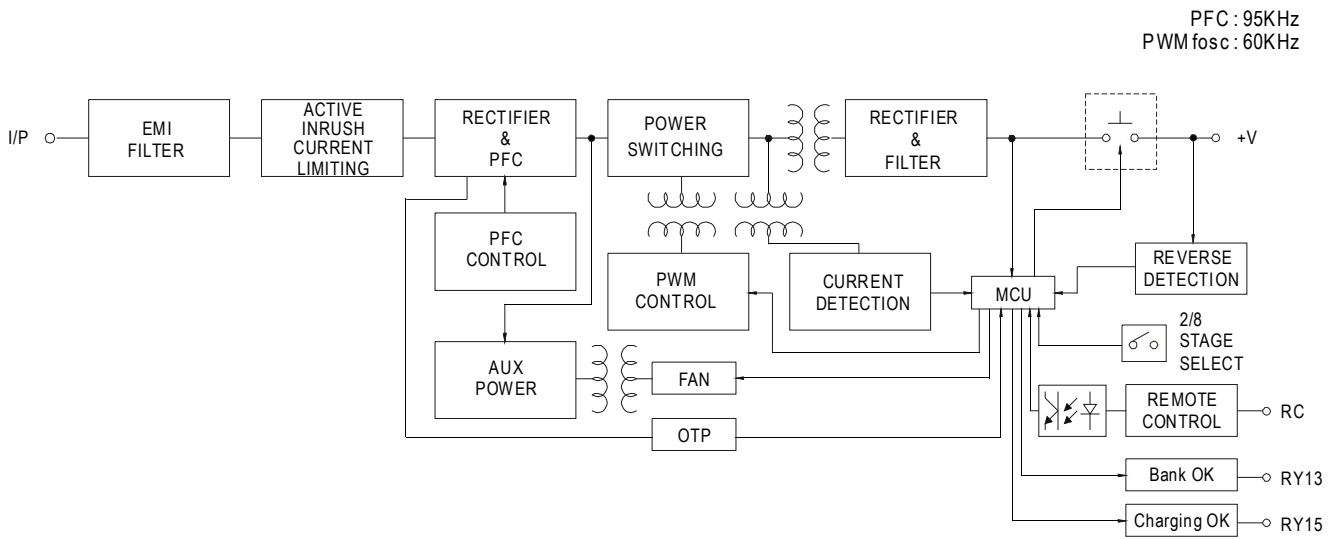 PFC : 95KHz
PWM fosc : 60KHz
I/P
EMI
FILTER
ACTIVE
INRUSH
CURRENT
LIMITING
RECTIFIER
&
PFC
POWER
SWITCHING
RECTIFIER
&
FILTER
+V
PFC
CONTROL
PWM
CONTROL
CURRENT
DETECTION
MCU
REVERSE
DETECTION
2/8
STAGE
SELECT
AUX
POWER
FAN
OTP
REMOTE
CONTROL
RC
Bank OK
RY13
Charging OK
RY15